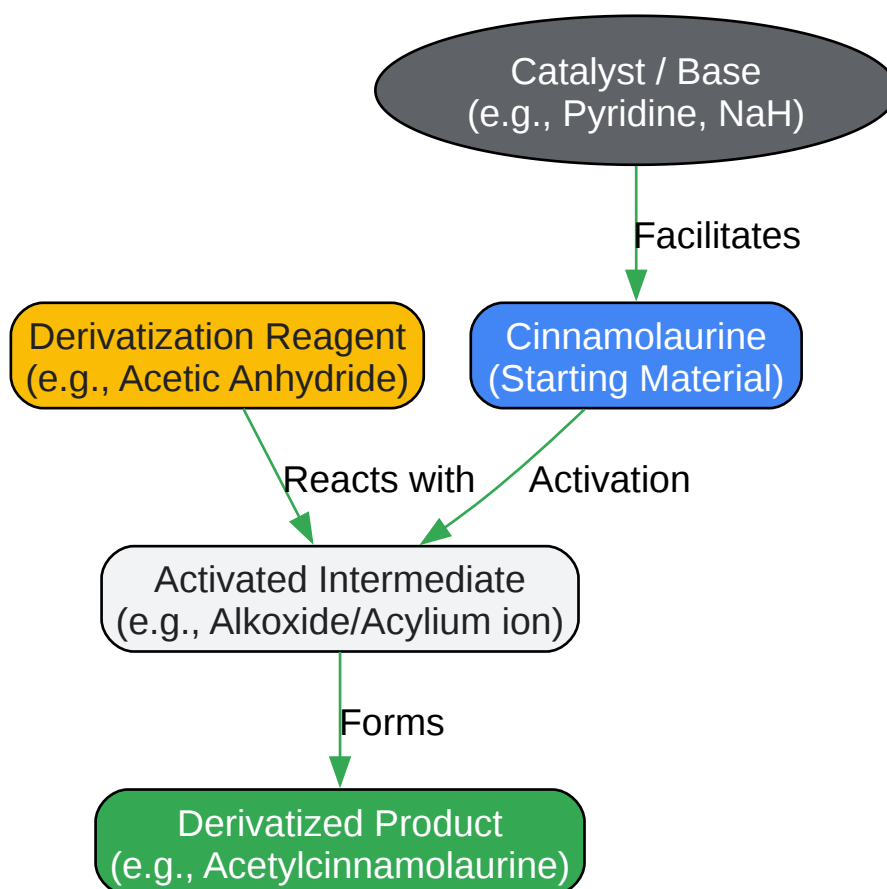 Catalyst / Base
(e.g., Pyridine, NaH)
Facilitates
Derivatization Reagent
(e.g., Acetic Anhydride)
Cinnamolaurine
(Starting Material)
Reacts with
Activation
Activated Intermediate
(e.g., Alkoxide/Acylium ion)
Forms
Derivatized Product
(e.g., Acetylcinnamolaurine)